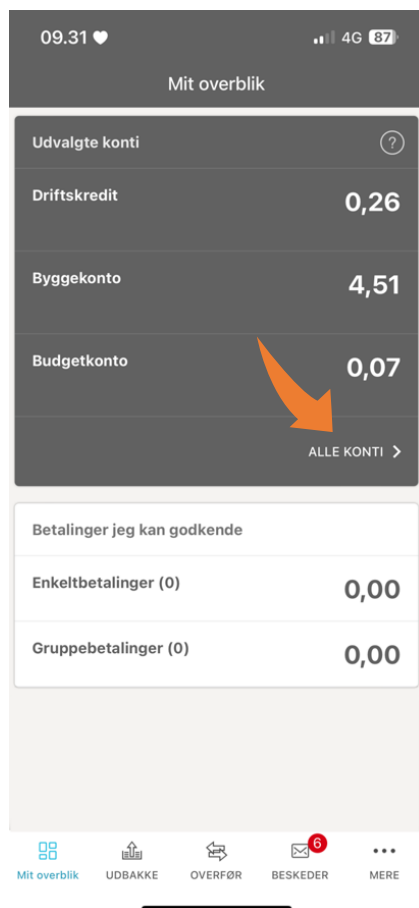 09.31
4G 87
Mit overblik
Udvalgte konti ?
Driftskredit 0,26
Byggekonto 4,51
Budgetkonto 0,07
ALLE KONTI
Betalinger jeg kan godkende
Enkeltbetalinger (0) 0,00
Gruppebetalinger (0) 0,00
6
Mit overblik UDBAKKE OVERFØR BESKEDER MERE